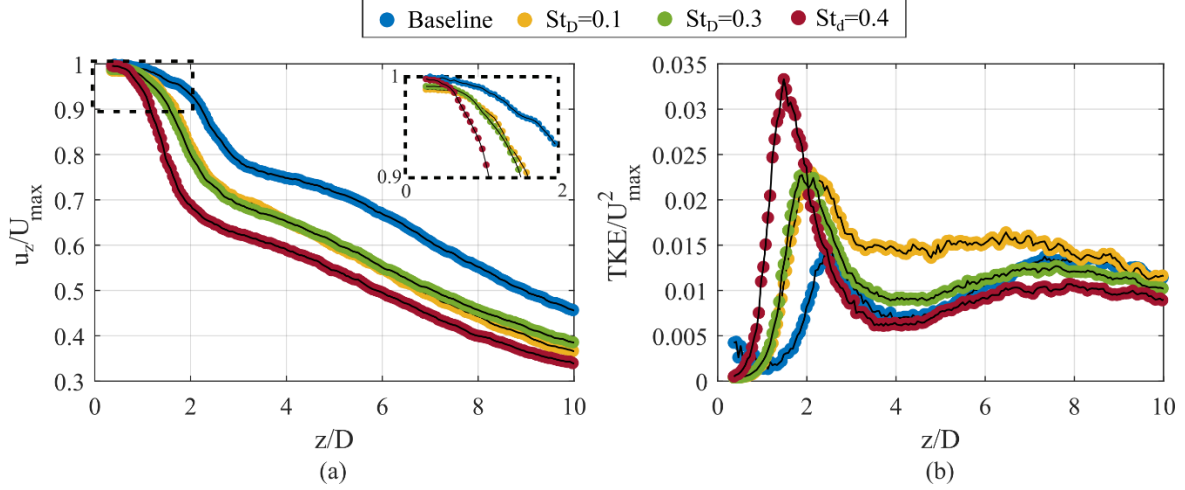 Baseline St_D=0.1 St_D=0.3 St_d=0.4
1
0.9
0.8
0.7
0.6
0.5
0.4
0.3
u_z/U_max
0 2 4 6 8 10
z/D
(a)
1
0.9
0 2
0.035
0.03
0.025
0.02
0.015
0.01
0.005
0
TKE/U^2_max
0 2 4 6 8 10
z/D
(b)